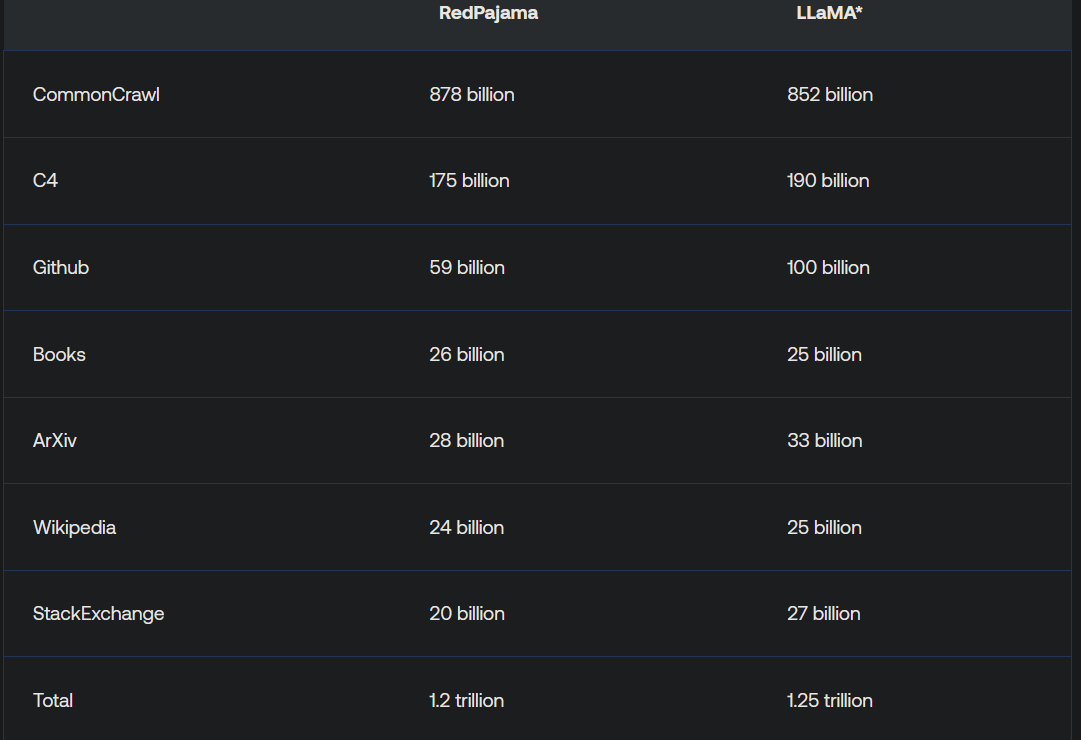 RedPajama LLaMA*
CommonCrawl 878 billion 852 billion
C4 175 billion 190 billion
Github 59 billion 100 billion
Books 26 billion 25 billion
ArXiv 28 billion 33 billion
Wikipedia 24 billion 25 billion
StackExchange 20 billion 27 billion
Total 1.2 trillion 1.25 trillion